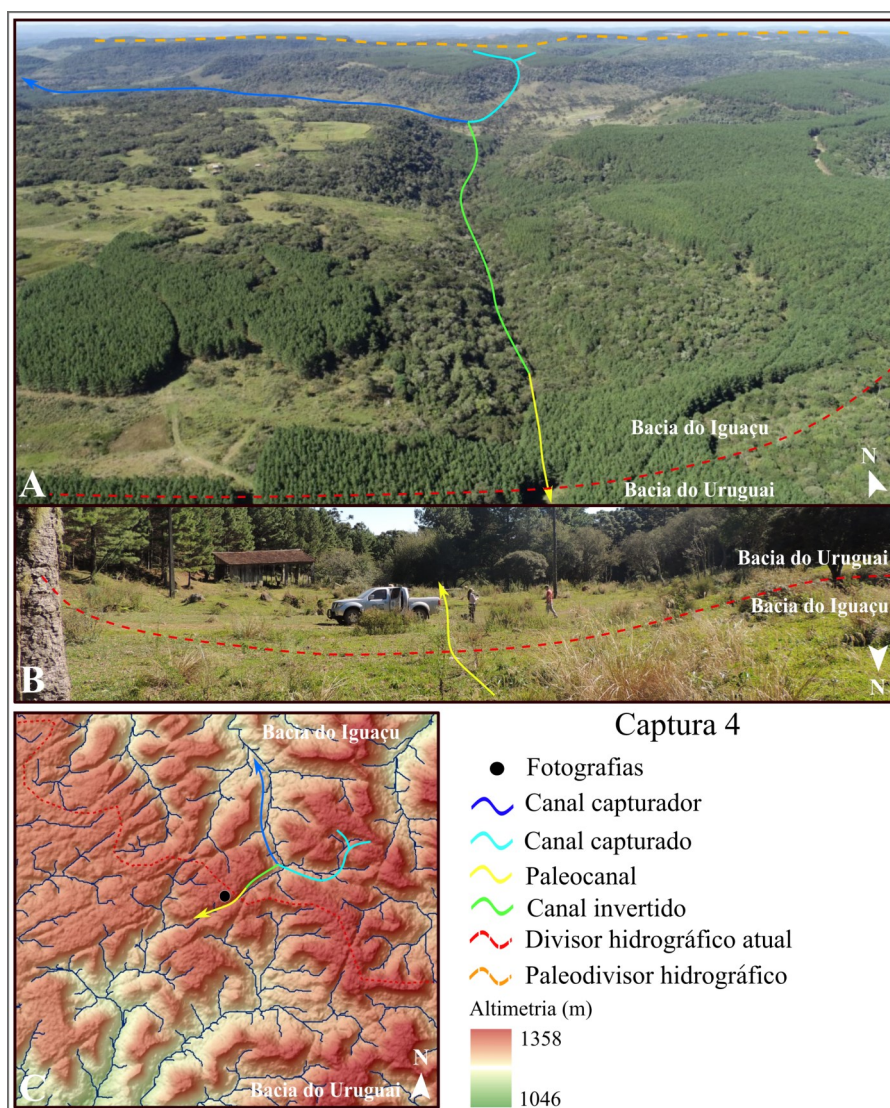 Bacia do Iguaçu
N
A
Bacia do Uruguai
Bacia do Uruguai
Bacia do Iguaçu
B
N
Bacia do Iguaçu
N
C
Bacia do Uruguai
Captura 4
Fotografias
Canal capturador
Canal capturado
Paleocanal
Canal invertido
Divisor hidrográfico atual
Paleodivisor hidrográfico
Altimetria (m)
1358
1046